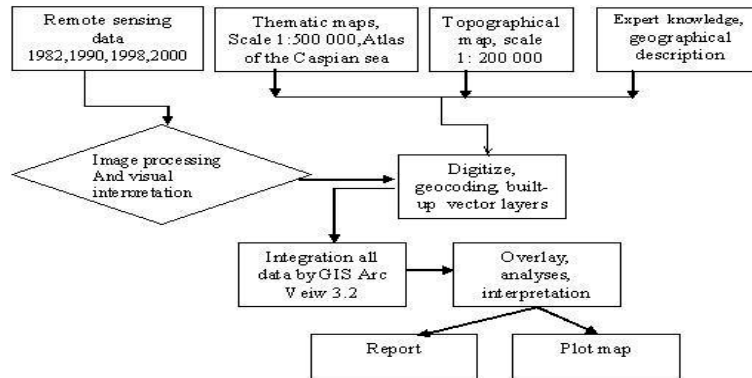 Remote sensing
data
1982,1990,1998,2000
Thematic maps,
Scale 1:500 000,Atlas
of the Caspian sea
Topographical
map, scale
1: 200 000
Expert knowledge,
geographical
description
Image processing
And visual
interpretation
Digitize,
geocoding, built-
up vector layers
Integration all
data by GIS Arc
Veiw 3.2
Overlay,
analyses,
interpretation
Report
Plot map